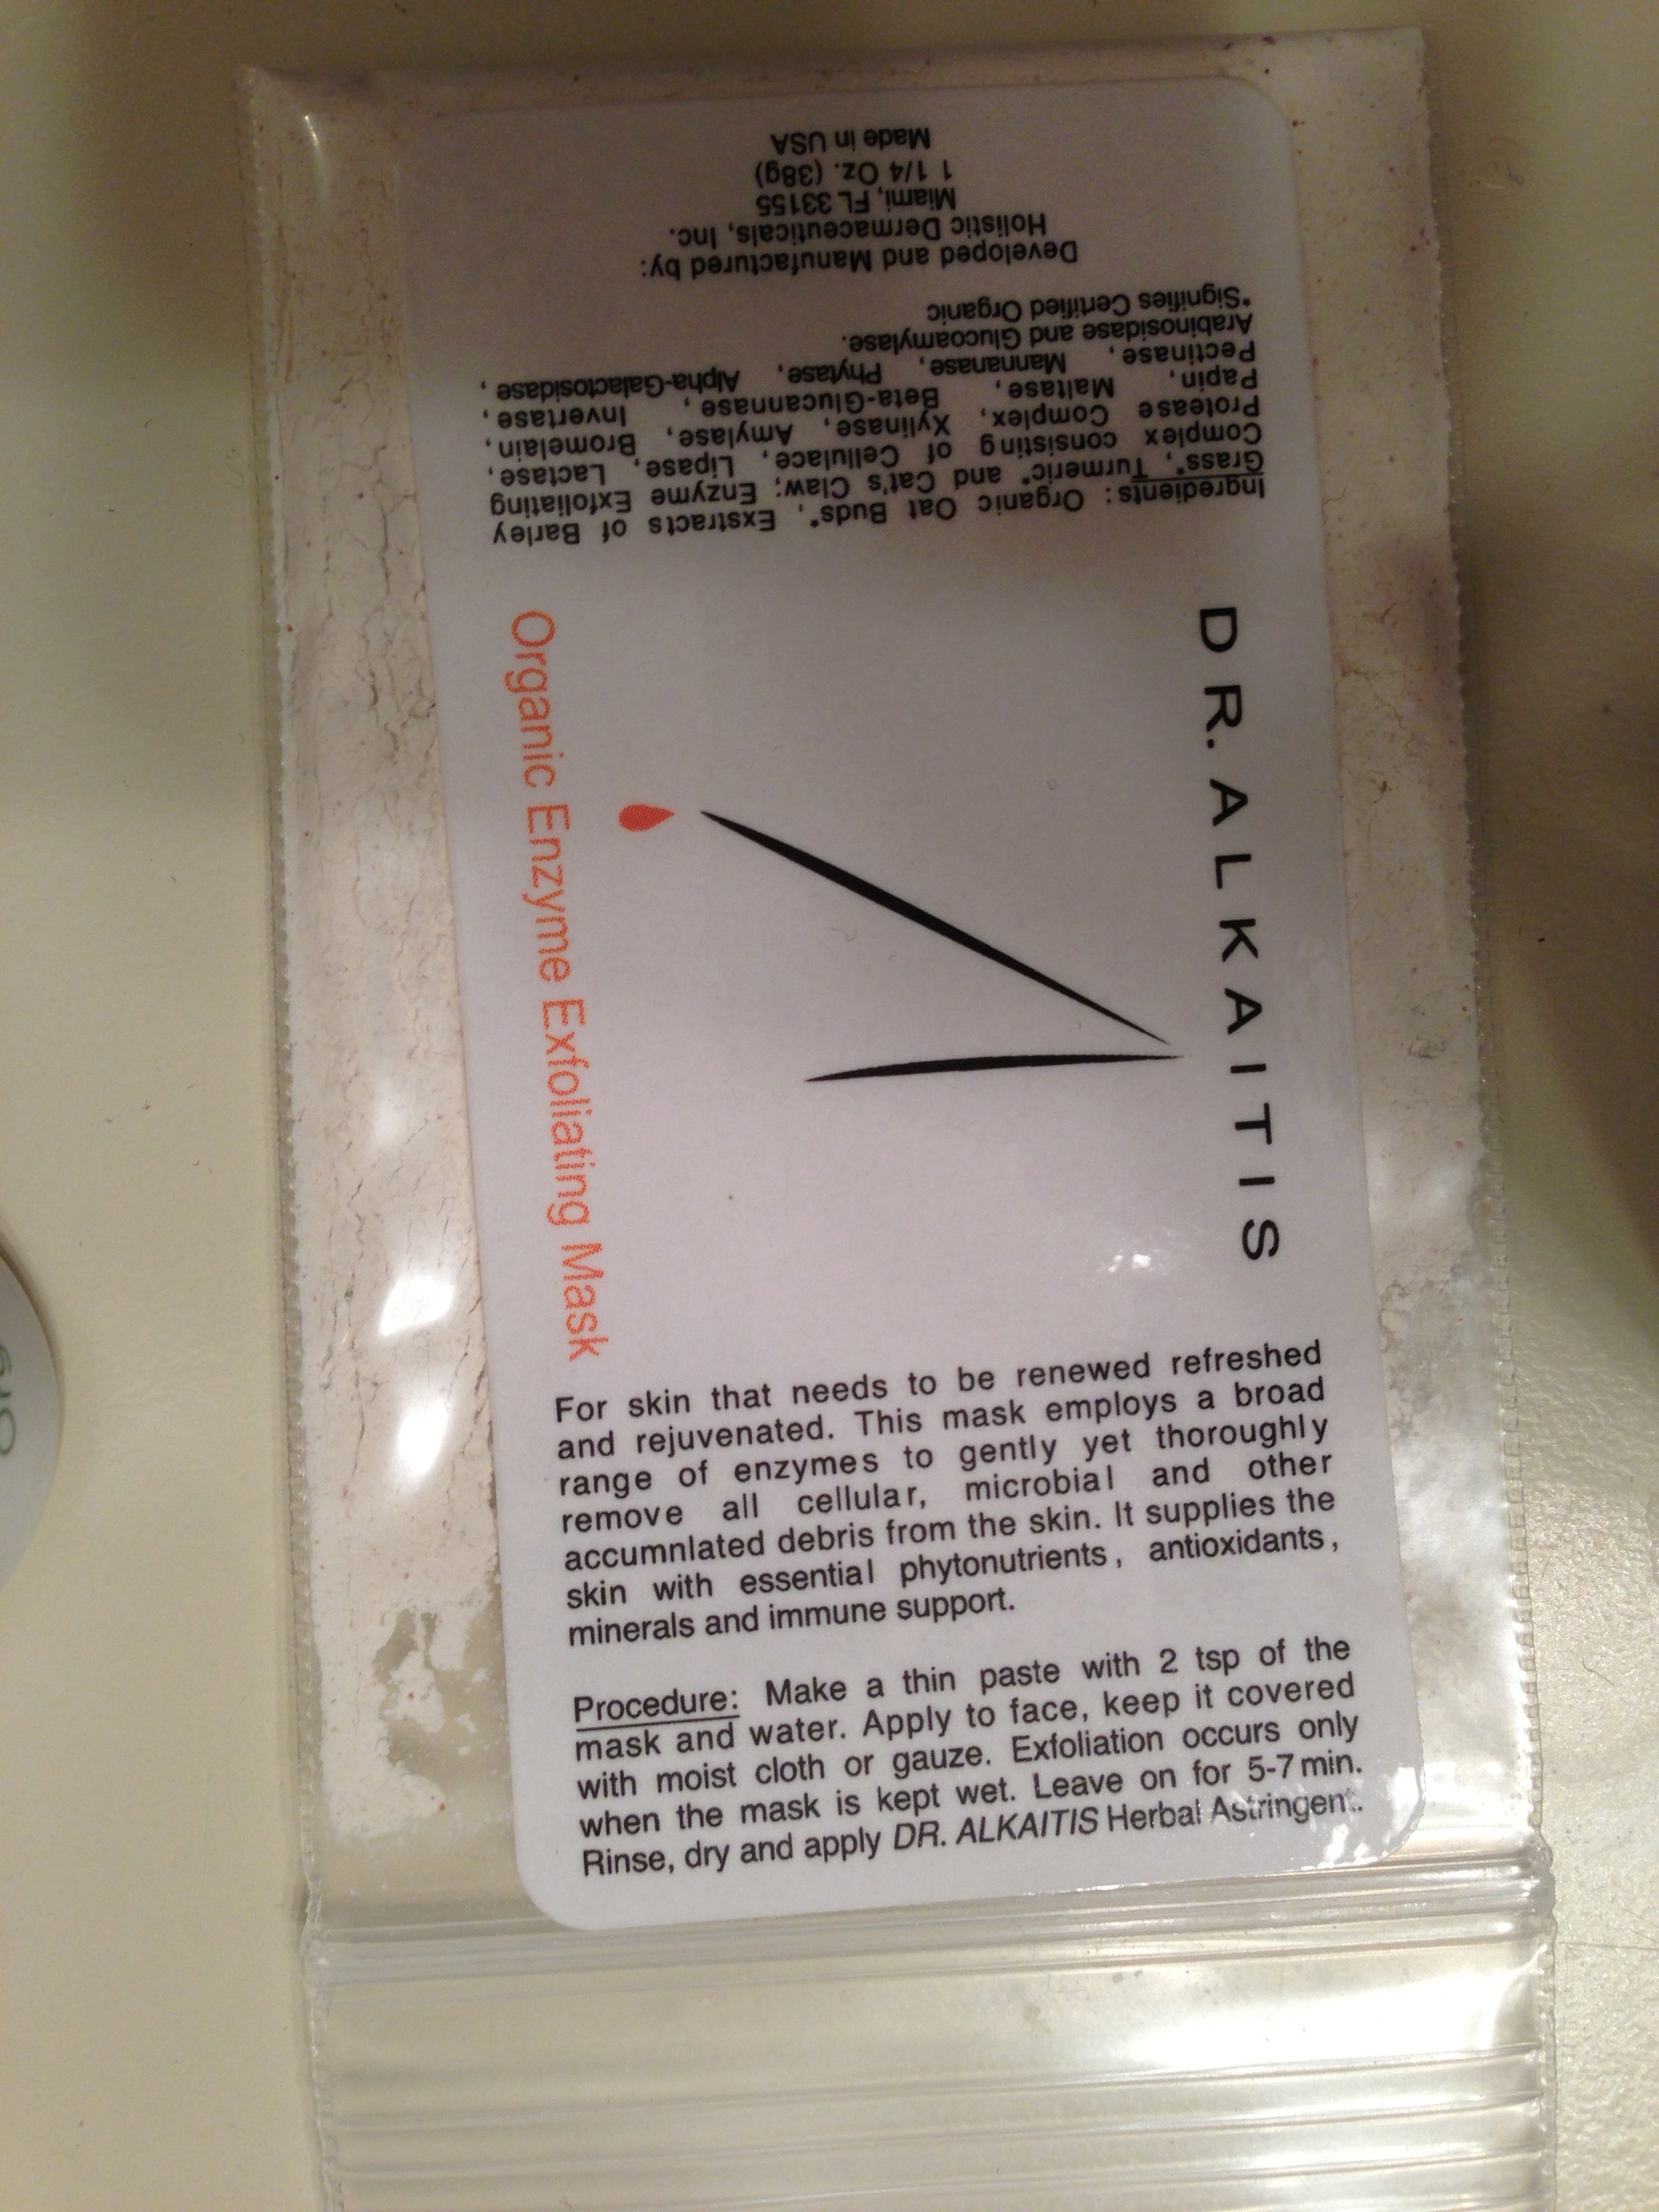 DR. ALKAITIS
Organic Enzyme Exfoliating Mask
For skin that needs to be renewed refreshed
and rejuvenated. This mask employs a broad
range of enzymes to gently yet thoroughly
remove all cellular, microbial and other
accumnlated debris from the skin. It supplies the
skin with essential phytonutrients, antioxidants,
minerals and immune support.
Procedure: Make a thin paste with 2 tsp of the
mask and water. Apply to face, keep it covered
with moist cloth or gauze. Exfoliation occurs only
when the mask is kept wet. Leave on for 5-7 min.
Rinse, dry and apply DR. ALKAITIS Herbal Astringent.
Ingredients: Organic Oat Buds*, Exstracts of Barley
Grass*, Turmeric* and Cat's Claw; Enzyme Exfoliating
Complex consisting of Cellulace, Lipase, Lactase,
Protease Complex, Xylinase, Amylase, Bromelain,
Papin, Maltase, Beta-Glucannase, Invertase,
Pectinase, Mannanase, Phytase, Alpha-Galactosidase,
Arabinosidase and Glucoamylase.
*Signifies Certified Organic
Developed and Manufactured by:
Holistic Dermaceuticals, Inc.
Miami, FL 33155
1 1/4 Oz. (38g)
Made in USA